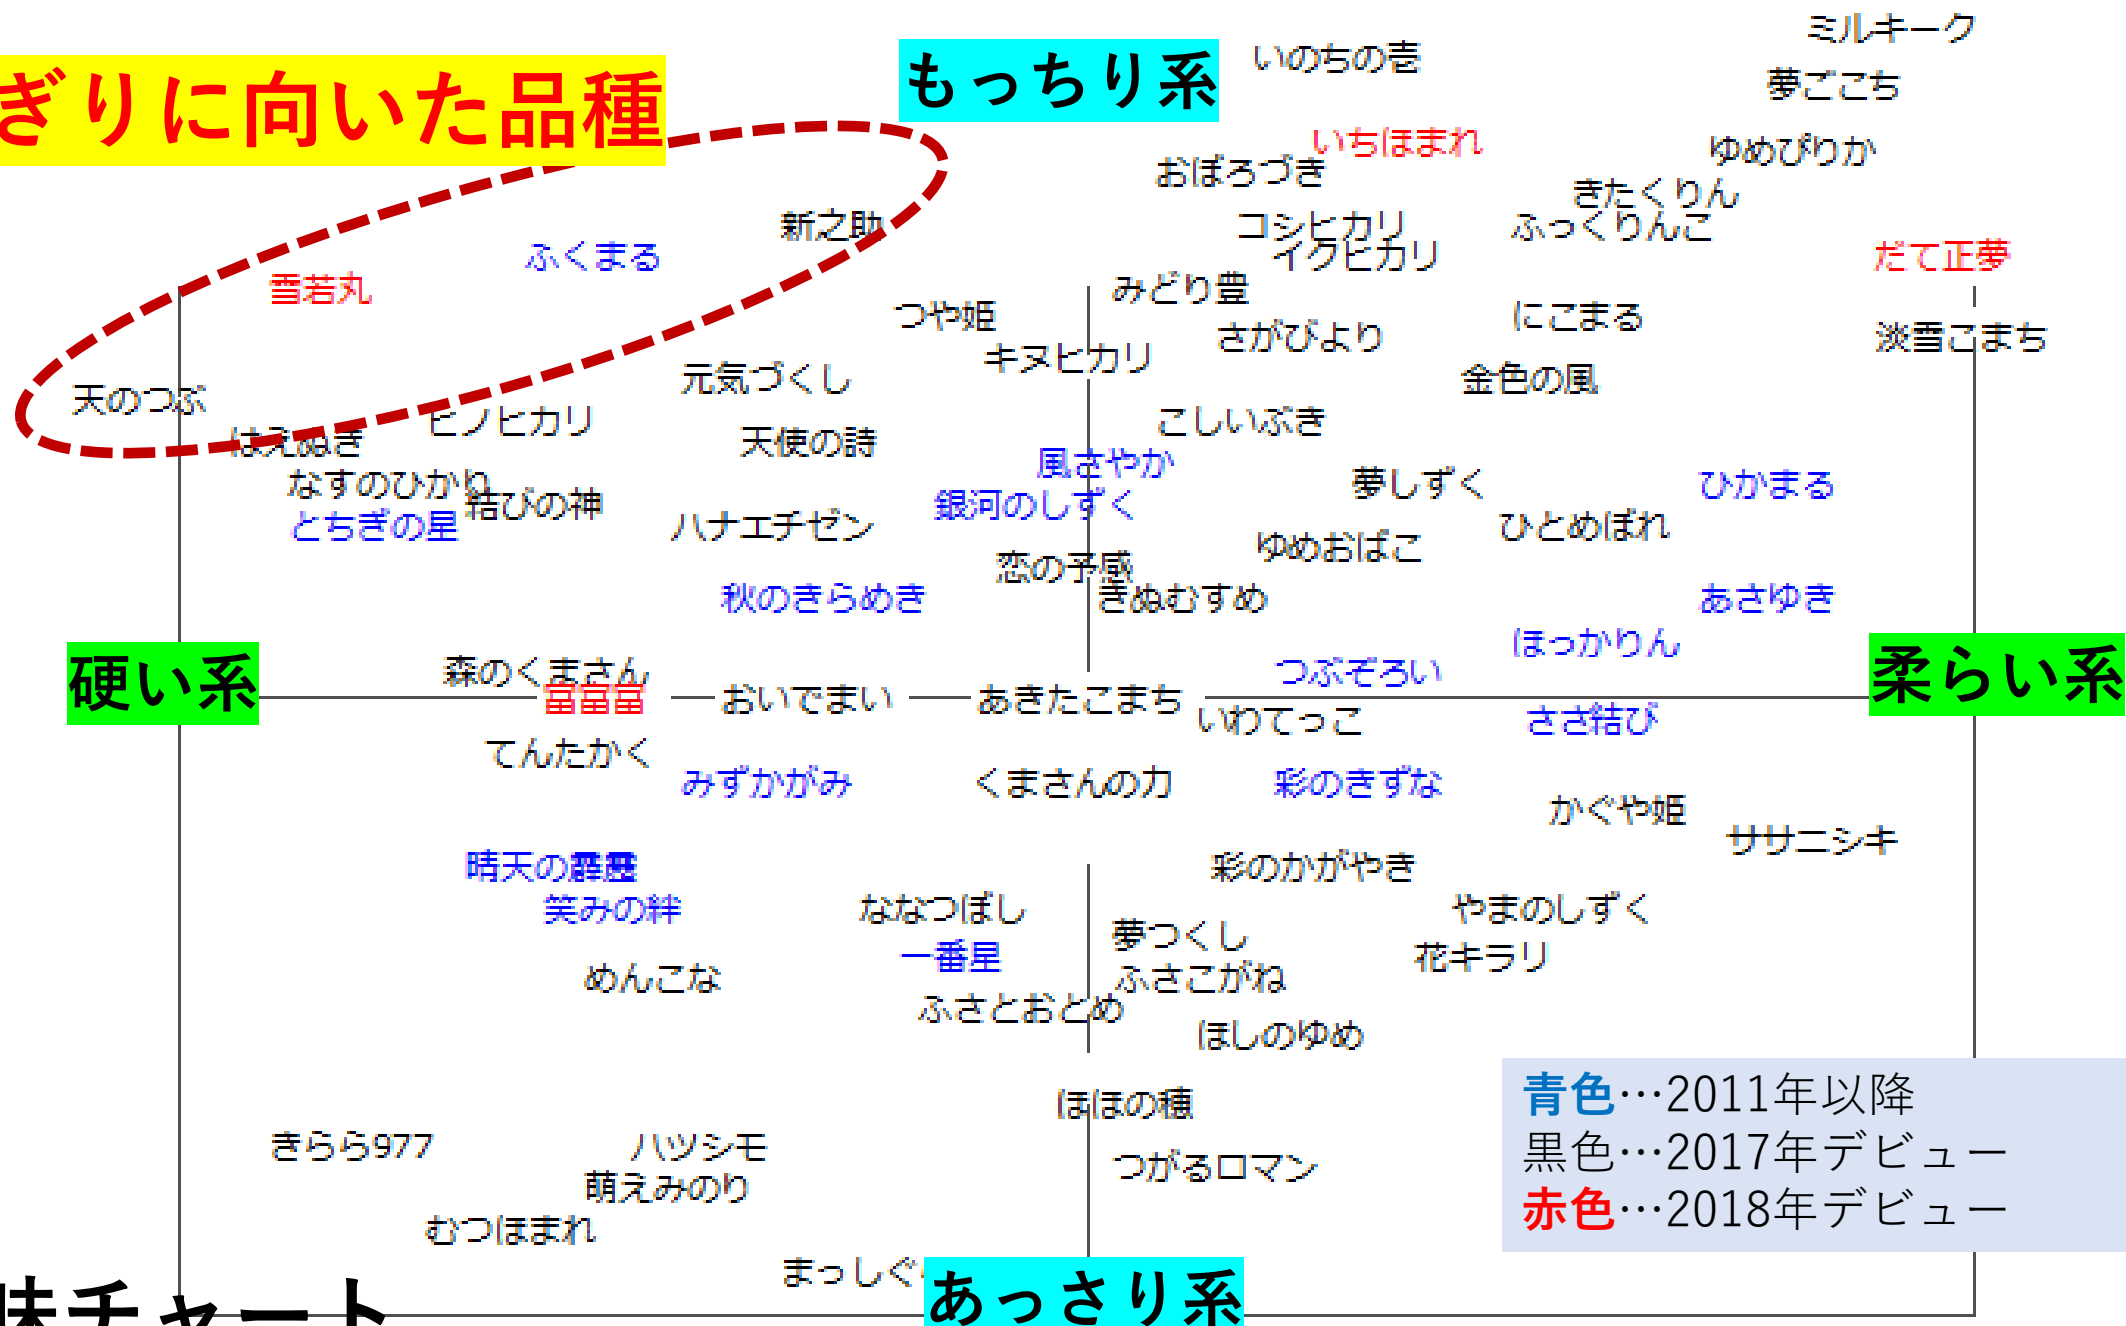 ミルキーク
もっちり系
いのちの壱
夢ごこち
ぎりに向いた品種
いちほまれ
ゆめぴりか
おぼろづき
きたくりん
新之助
コシヒカリ
ふっくりんこ
ふくまる
イクヒカリ
だて正夢
雪若丸
みどり豊
つや姫
にこまる
さがびより
淡雪こまち
キヌヒカリ
元気づくし
金色の風
天のつぶ
ヒノヒカリ
こしいぶき
はえぬき
天使の詩
風さやか
なすのひかり
夢しずく
ひかまる
結びの神
銀河のしずく
とちぎの星
ハナエチゼン
ひとめぼれ
ゆめおばこ
恋の予感
秋のきらめき
きぬむすめ
あさゆき
ほっかりん
森のくまさん
つぶぞろい
硬い系
柔らい系
富富富
おいでまい
あきたこまち
いわてっこ
ささ結び
てんたかく
みずかがみ
くまさんの力
彩のきずな
かぐや姫
ササニシキ
晴天の霹靂
彩のかがやき
笑みの絆
ななつぼし
やまのしずく
夢つくし
一番星
花キラリ
めんこな
ふさこがね
ふさとおとめ
ほしのゆめ
青色…2011年以降
ほほの穂
きらら977
ハツシモ
黒色…2017年デビュー
つがるロマン
萌えみのり
赤色…2018年デビュー
むつほまれ
まっしぐ
あっさり系
味チャート